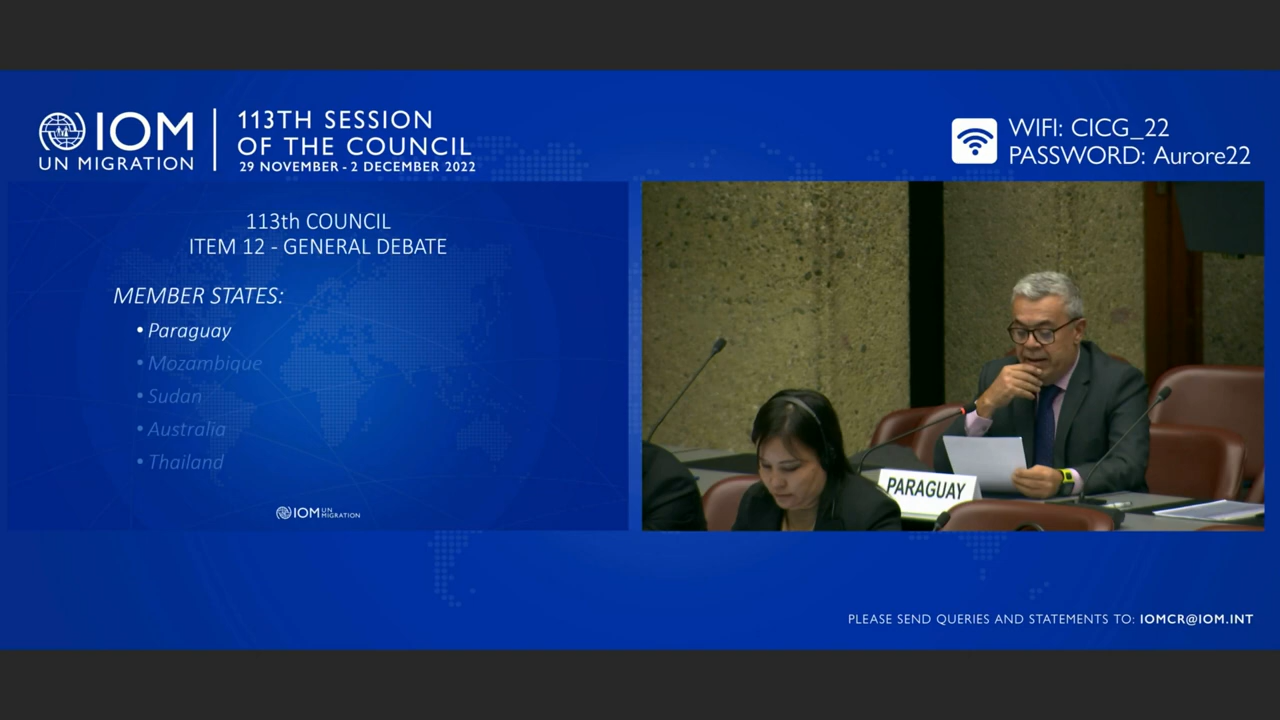 IOM
UN MIGRATION
113TH SESSION
OF THE COUNCIL
29 NOVEMBER - 2 DECEMBER 2022
WIFI: CICG_22
PASSWORD: Aurore22
113th COUNCIL
ITEM 12 - GENERAL DEBATE
MEMBER STATES:
• Paraguay
• Mozambique
• Sudan
• Australia
• Thailand
IOM UN
MIGRATION
PARAGUAY
PLEASE SEND QUERIES AND STATEMENTS TO: IOMCR@IOM.INT